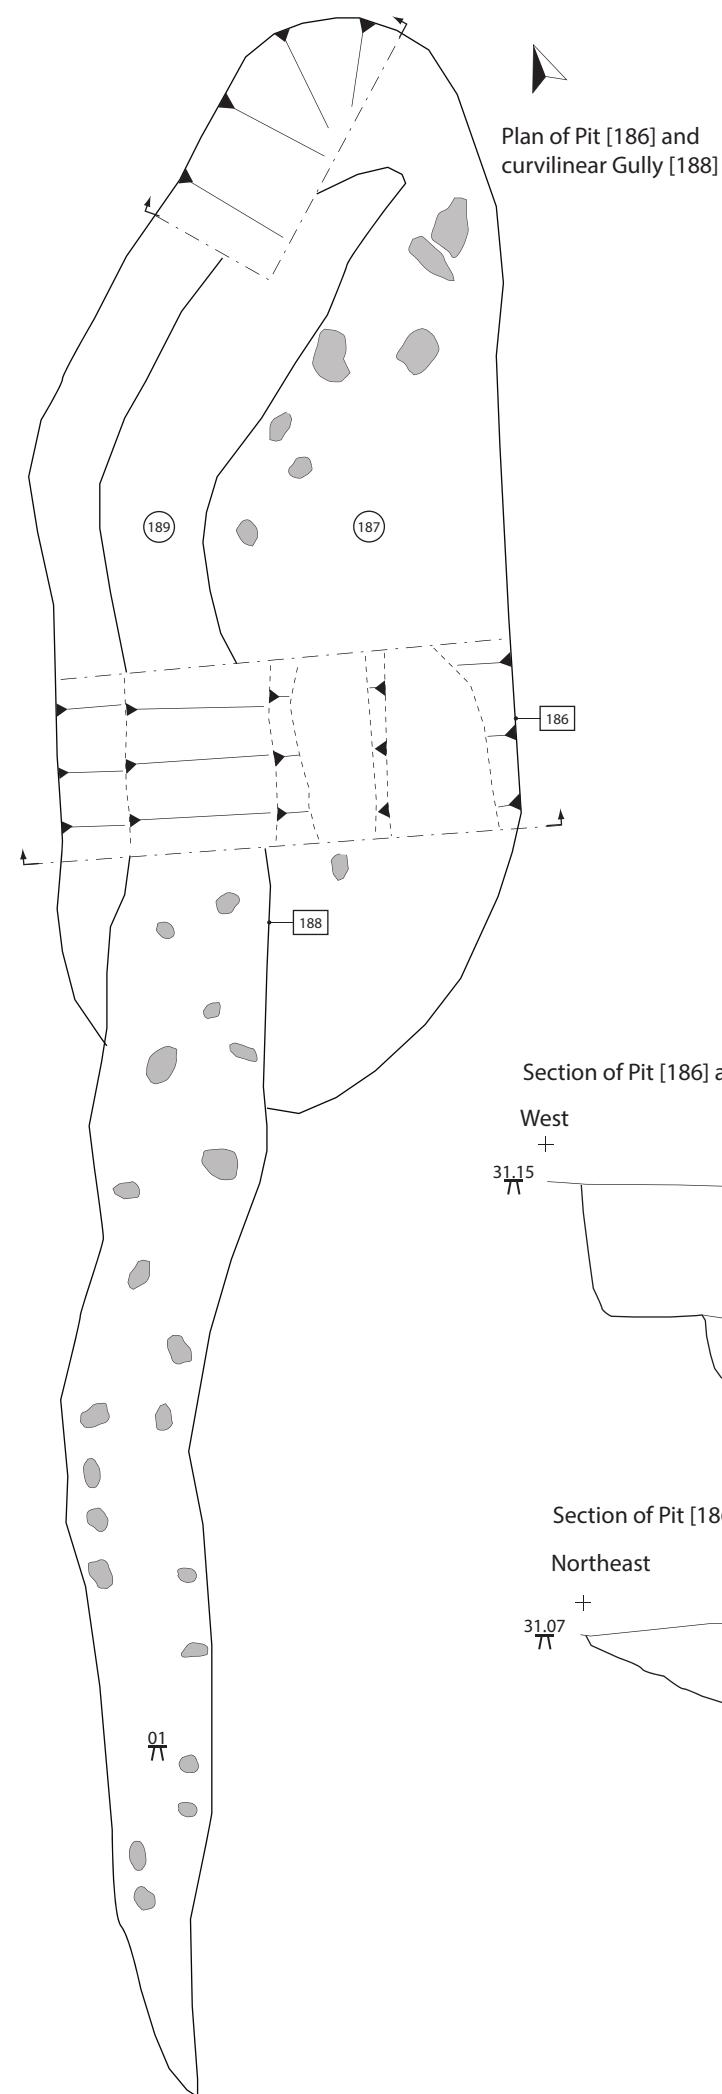 Plan of Pit [186] and
curvilinear Gully [188]
189
187
186
188
Section of Pit [186] a
West
31.15
Section of Pit [18
Northeast
31.07
01